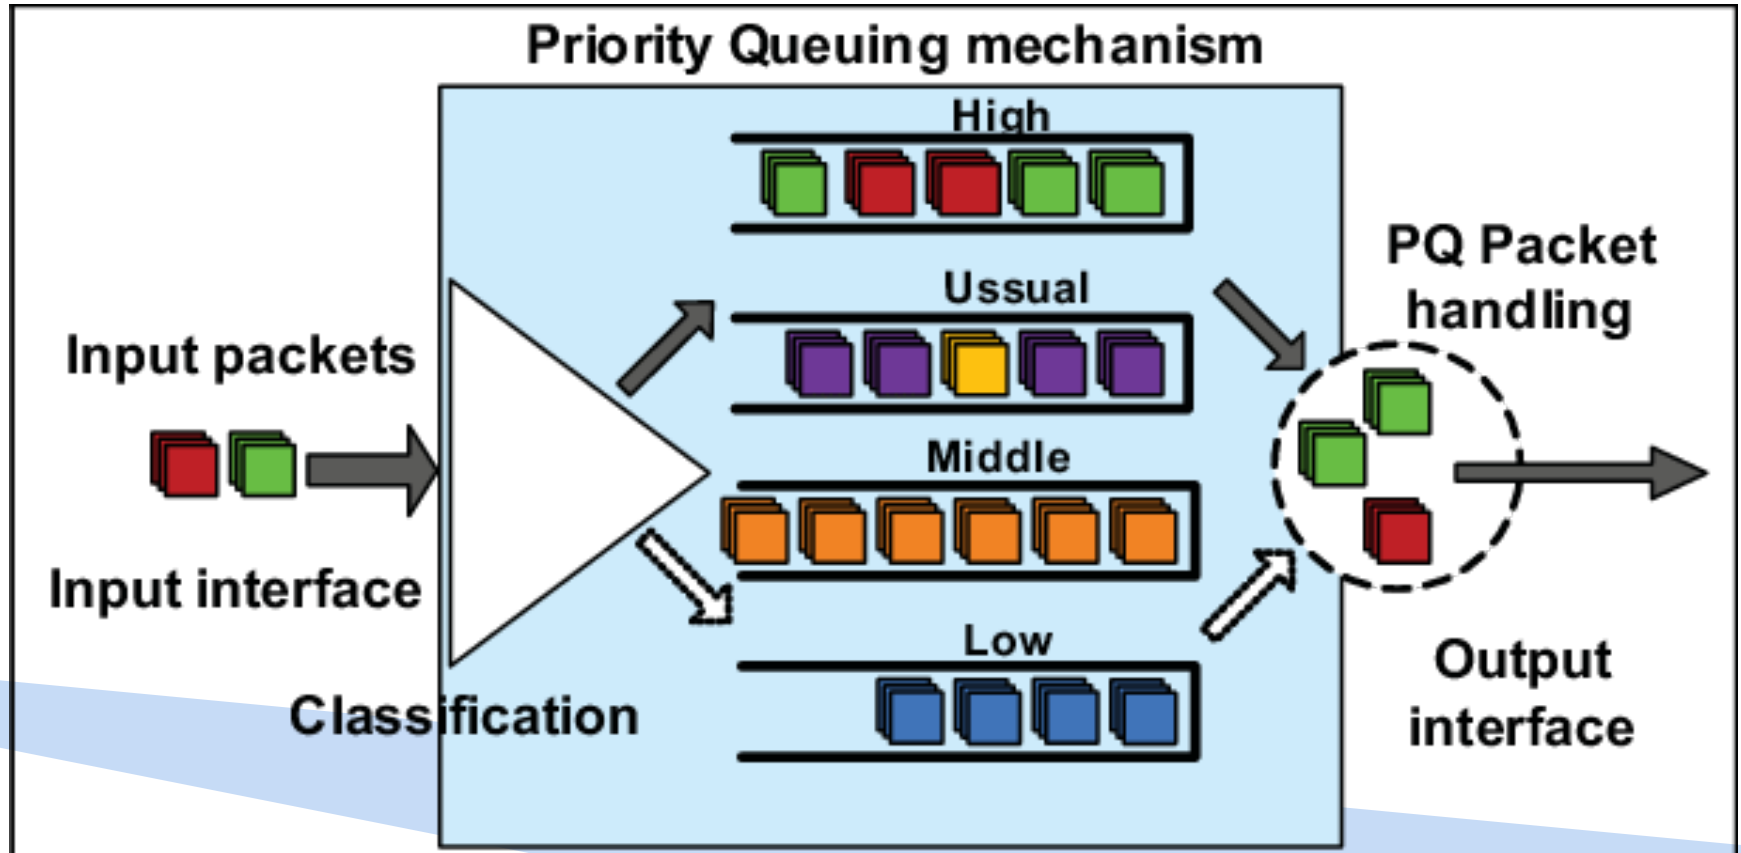 Priority Queuing mechanism
High
Ussual
Middle
Low
Input packets
Input interface
Classification
PQ Packet
handling
Output
interface